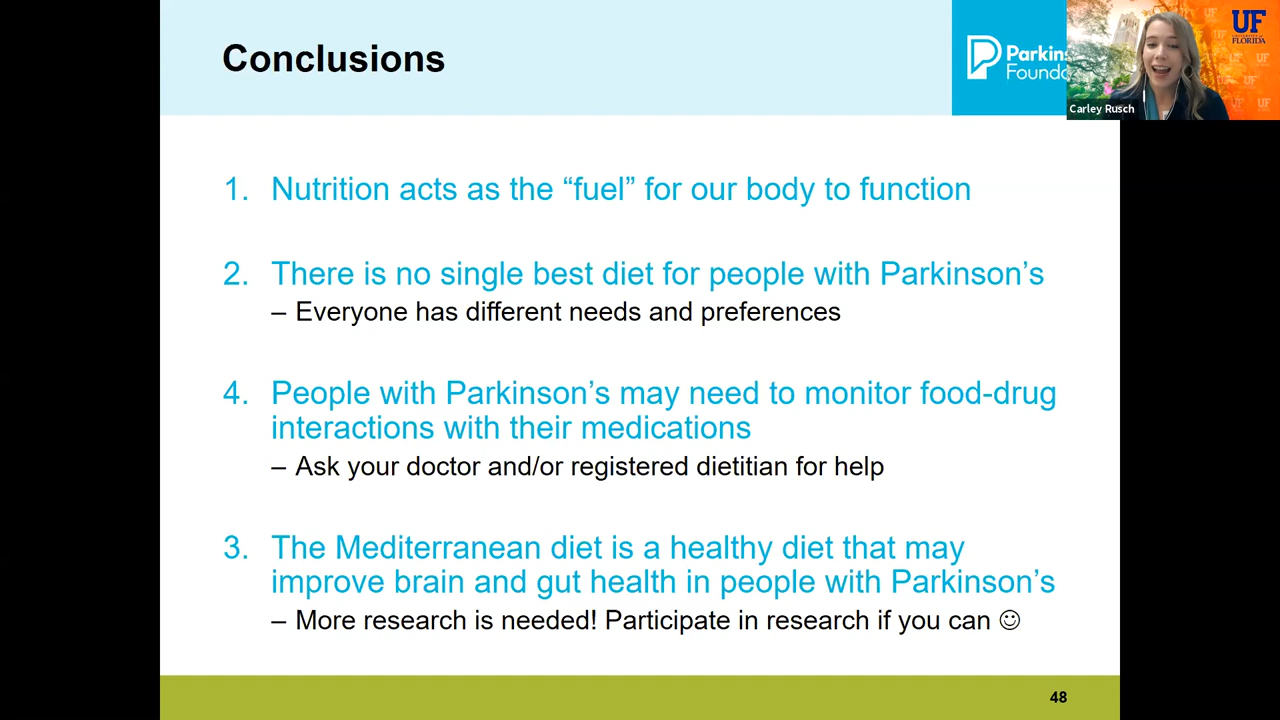 Conclusions
Parkins
Founda
UF
UNIVERSITY of
FLORIDA
Carley Rusch
1. Nutrition acts as the “fuel” for our body to function
2. There is no single best diet for people with Parkinson’s
– Everyone has different needs and preferences
4. People with Parkinson’s may need to monitor food-drug
interactions with their medications
– Ask your doctor and/or registered dietitian for help
3. The Mediterranean diet is a healthy diet that may
improve brain and gut health in people with Parkinson’s
– More research is needed! Participate in research if you can ☺
48